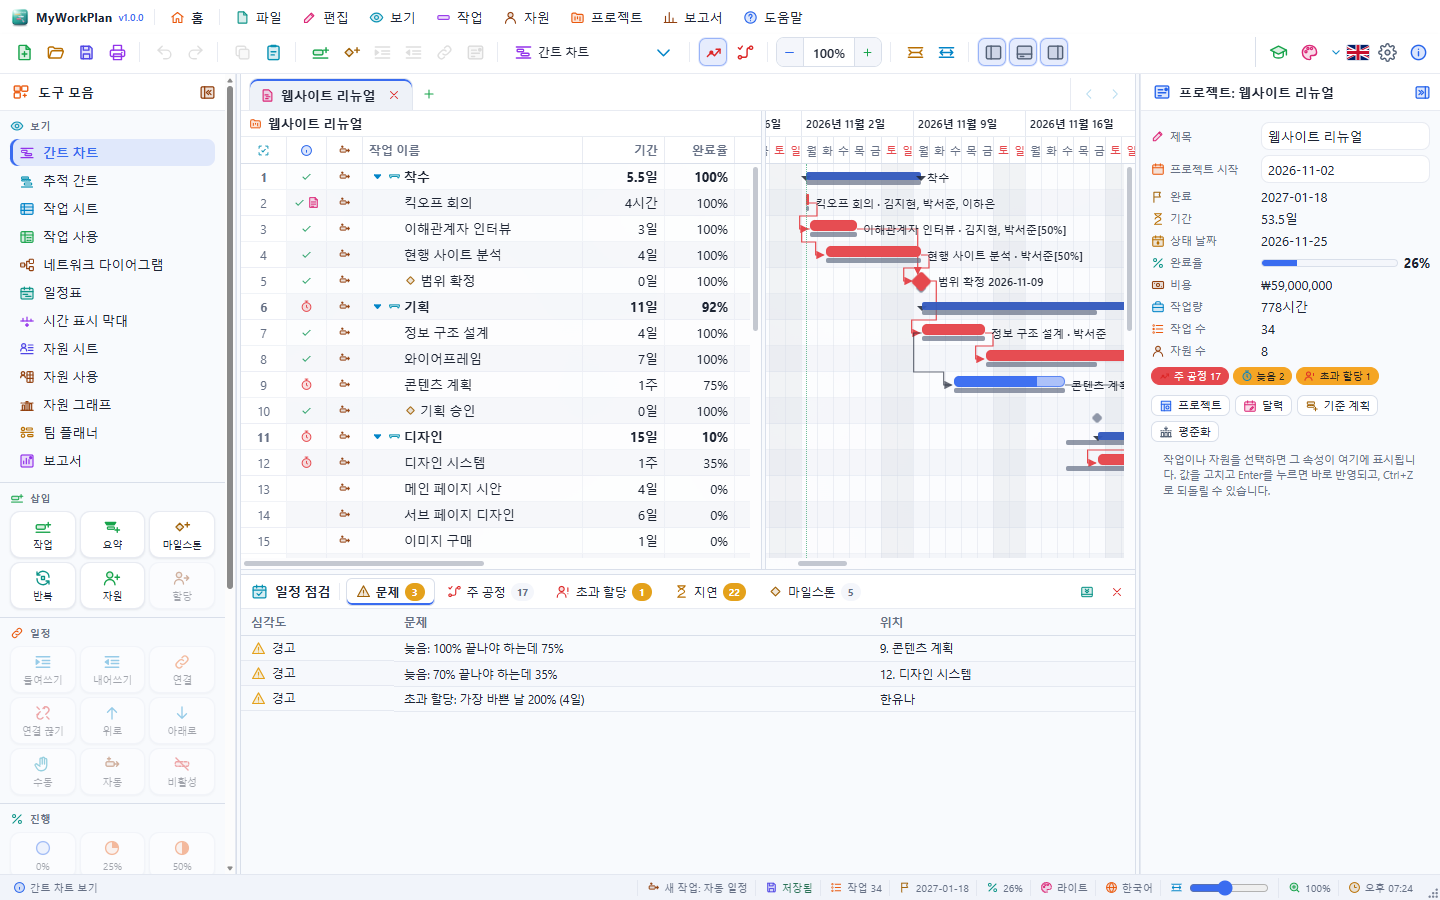 MyWorkPlan v1.0.0 홈 파일 편집 보기 작업 자원 프로젝트 보고서 도움말
간트 차트 100%
도구 모음
보기
간트 차트
추적 간트
작업 시트
작업 사용
네트워크 다이어그램
일정표
시간 표시 막대
자원 시트
자원 사용
자원 그래프
팀 플래너
보고서
삽입
작업 요약 마일스톤
반복 자원 할당
일정
들여쓰기 내어쓰기 연결
연결 끊기 위로 아래로
수동 자동 비활성
진행
0% 25% 50%
웹사이트 리뉴얼
웹사이트 리뉴얼
작업 이름 기간 완료율
1 착수 5.5일 100%
2 킥오프 회의 4시간 100%
3 이해관계자 인터뷰 3일 100%
4 현행 사이트 분석 4일 100%
5 범위 확정 0일 100%
6 기획 11일 92%
7 정보 구조 설계 4일 100%
8 와이어프레임 7일 100%
9 콘텐츠 계획 1주 75%
10 기획 승인 0일 100%
11 디자인 15일 10%
12 디자인 시스템 1주 35%
13 메인 페이지 시안 4일 0%
14 서브 페이지 디자인 6일 0%
15 이미지 구매 1일 0%
6일 2026년 11월 2일 2026년 11월 9일 2026년 11월 16일
토 일 월 화 수 목 금 토 일 월 화 수 목 금 토 일 월 화 수 목 금 토 일
착수
킥오프 회의 · 김지현, 박서준, 이하은
이해관계자 인터뷰 · 김지현, 박서준[50%]
현행 사이트 분석 · 박서준[50%]
범위 확정 2026-11-09
정보 구조 설계 · 박서준
콘텐츠 계획
일정 점검 문제 3 주 공정 17 초과 할당 1 지연 22 마일스톤 5
심각도 문제 위치
경고 늦음: 100% 끝나야 하는데 75% 9. 콘텐츠 계획
경고 늦음: 70% 끝나야 하는데 35% 12. 디자인 시스템
경고 초과 할당: 가장 바쁜 날 200% (4일) 한유나
프로젝트: 웹사이트 리뉴얼
제목 웹사이트 리뉴얼
프로젝트 시작 2026-11-02
완료 2027-01-18
기간 53.5일
상태 날짜 2026-11-25
완료율 26%
비용 ₩59,000,000
작업량 778시간
작업 수 34
자원 수 8
주 공정 17 늦음 2 초과 할당 1
프로젝트 달력 기준 계획
평준화
작업이나 자원을 선택하면 그 속성이 여기에 표시됩니
다. 값을 고치고 Enter를 누르면 바로 반영되고, Ctrl+Z
로 되돌릴 수 있습니다.
간트 차트 보기 새 작업: 자동 일정 저장됨 작업 34 2027-01-18 26% 라이트 한국어 100% 오후 07:24